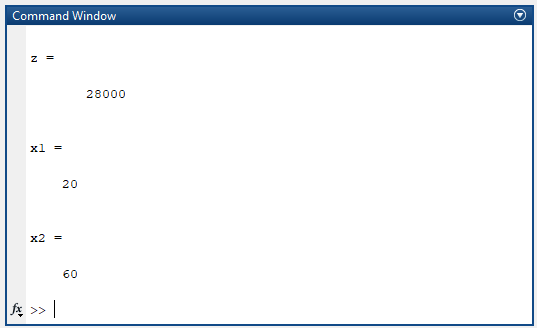 Command Window
z =
28000
x1 =
20
x2 =
60
fx >>